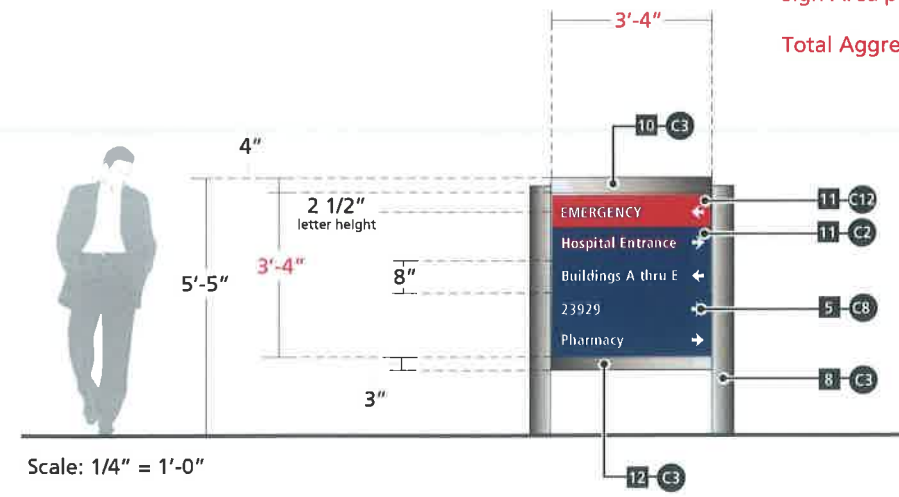 Sign Area p
3'-4"
Total Aggre
10 C3
4"
2 1/2"
letter height
EMERGENCY
11 C12
Hospital Entrance
11 C2
3'-4"
5'-5"
8"
Buildings A thru E
23929
5 C8
Pharmacy
8 C3
3"
Scale: 1/4" = 1'-0"
12 C3